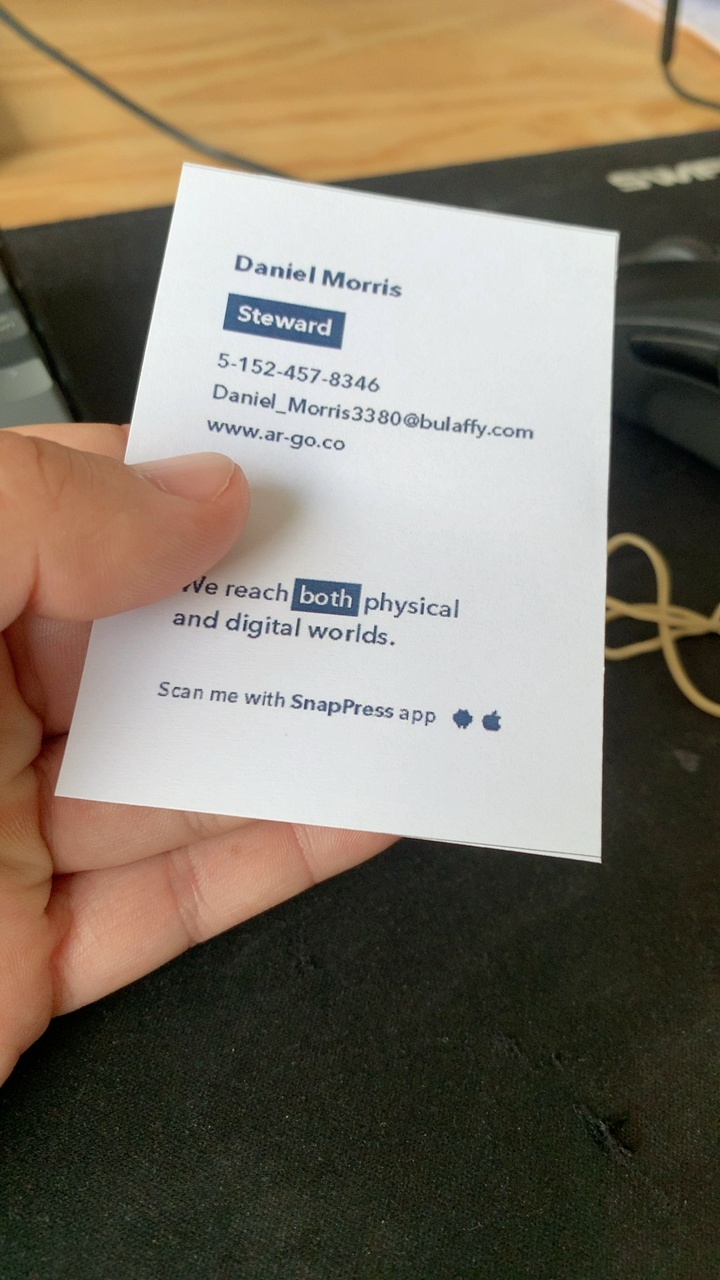 Daniel Morris
Steward
5-152-457-8346
Daniel_Morris3380@bulaffy.com
www.ar-go.co
We reach both physical
and digital worlds.
Scan me with SnapPress app